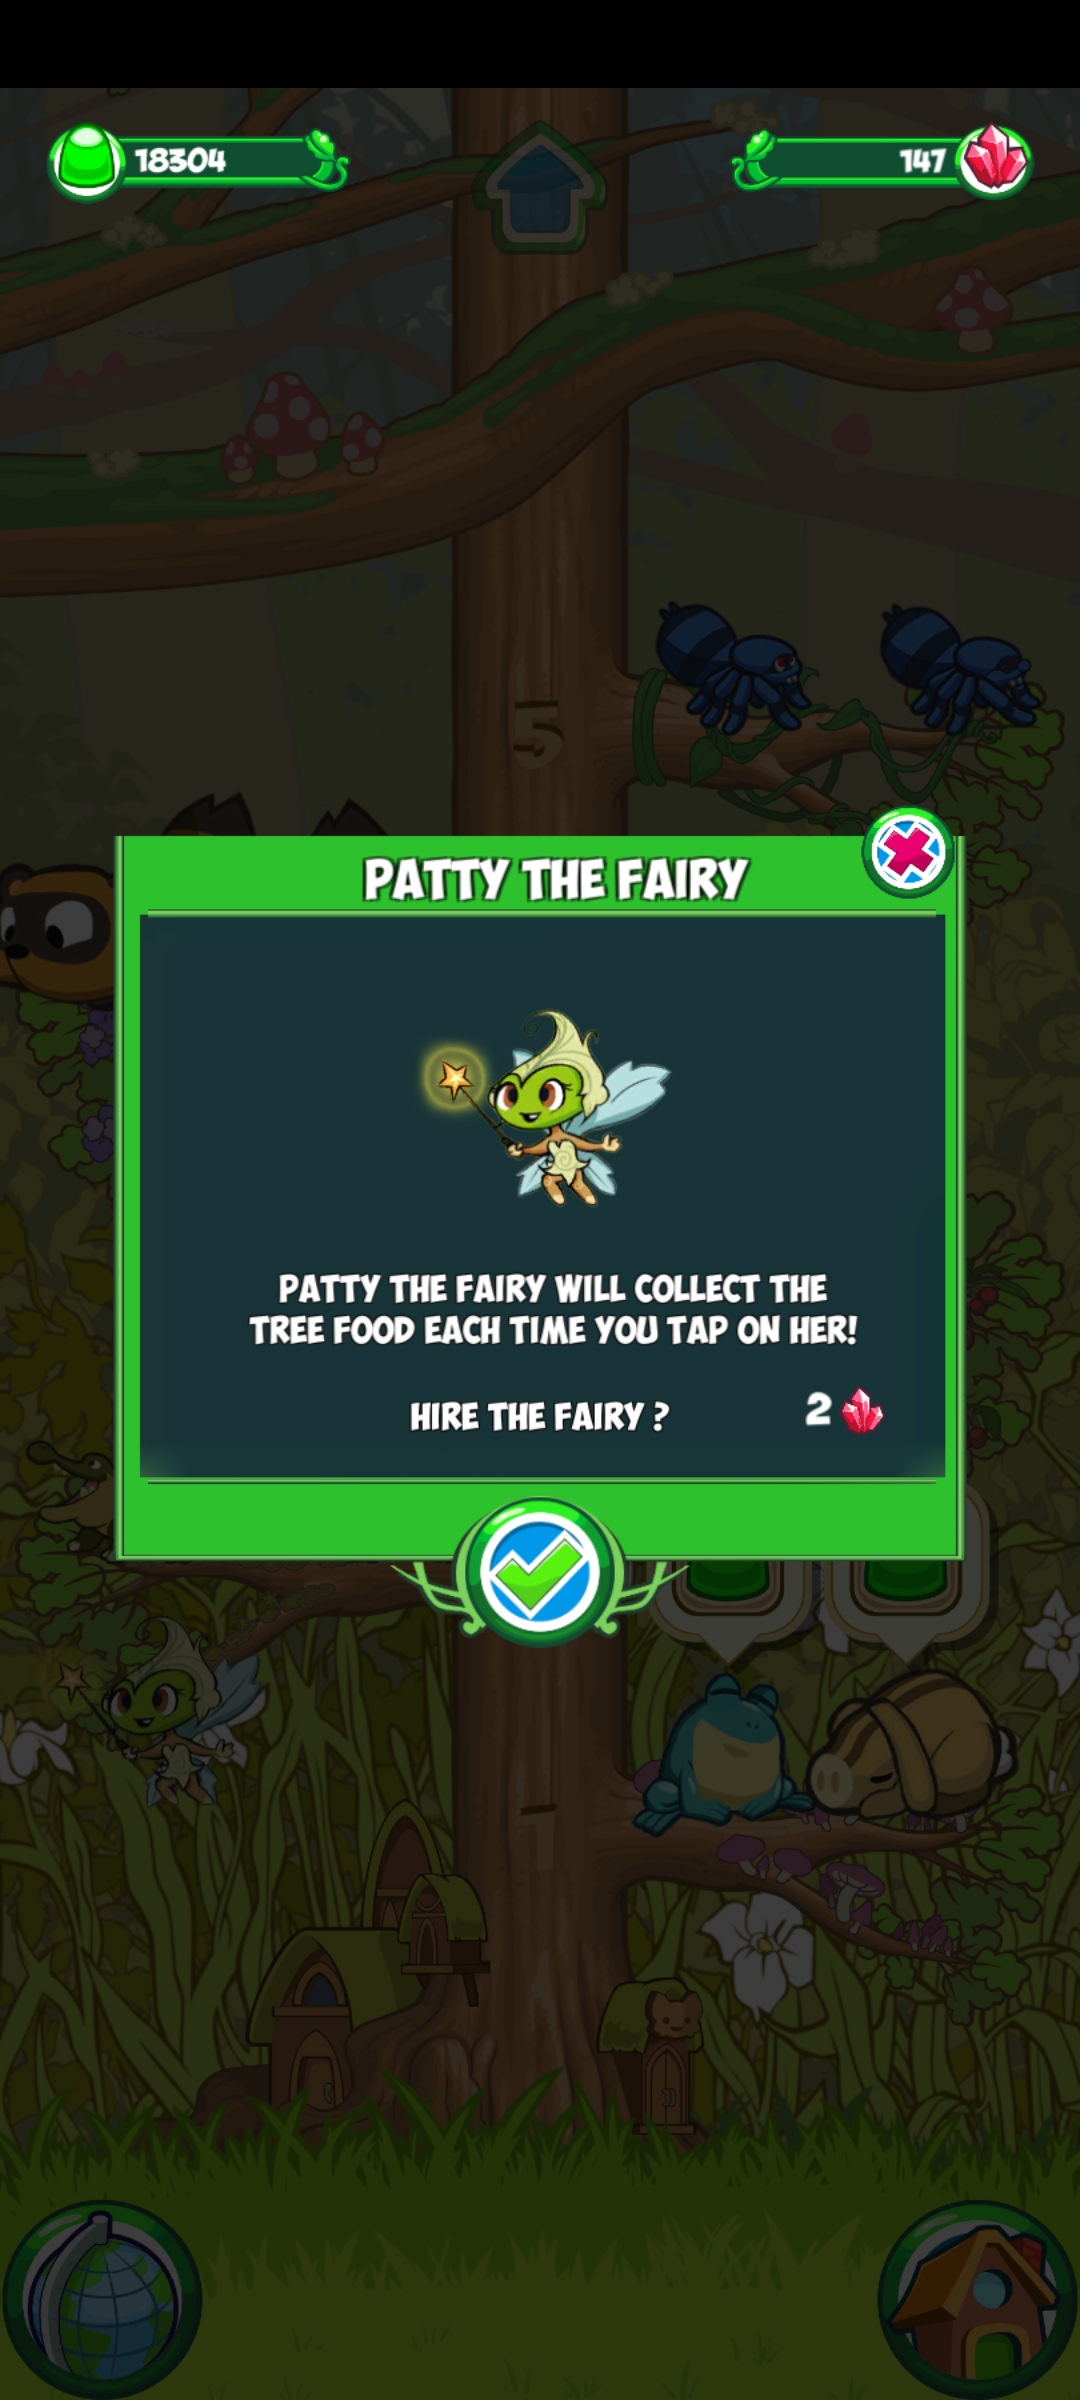 18304
147
5
PATTY THE FAIRY
PATTY THE FAIRY WILL COLLECT THE
TREE FOOD EACH TIME YOU TAP ON HER!
HIRE THE FAIRY ?
2
1